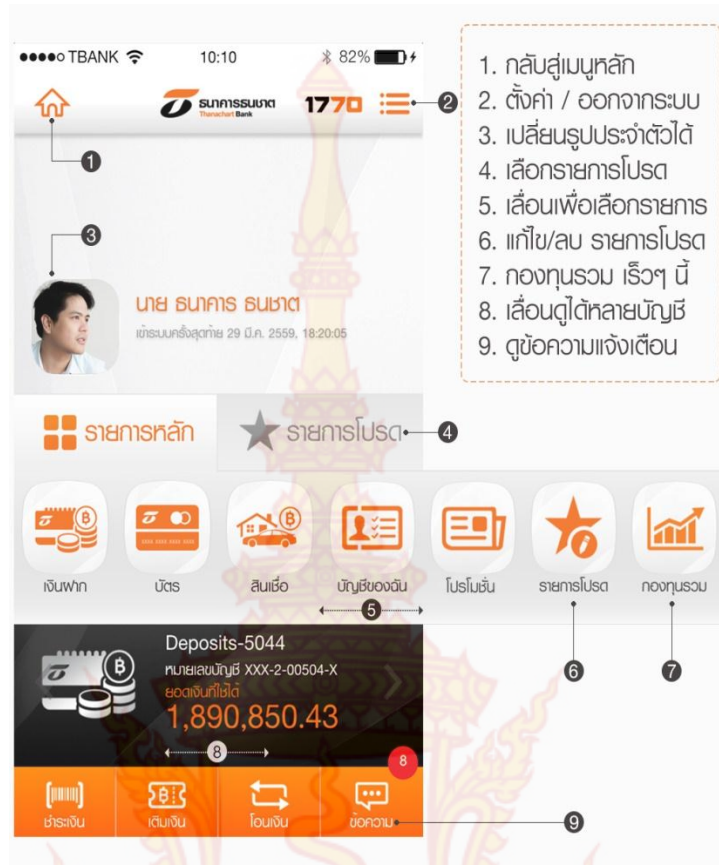 TBANK 10:10 82%
ธนาคารธนชาต
Thanachart Bank
1770
2
1
3
นาย ธนาคาร ธนชาต
เข้าระบบครั้งสุดท้าย 29 มี.ค. 2559, 18:20:05
1. กลับสู่เมนูหลัก
2. ตั้งค่า / ออกจากระบบ
3. เปลี่ยนรูปประจำตัวได้
4. เลือกรายการโปรด
5. เลื่อนเพื่อเลือกรายการ
6. แก้ไข/ลบ รายการโปรด
7. กองทุนรวม เร็วๆ นี้
8. เลื่อนดูได้หลายบัญชี
9. ดูข้อความแจ้งเตือน
รายการหลัก รายการโปรด 4
เงินฝาก บัตร สินเชื่อ บัญชีของฉัน โปรโมชั่น รายการโปรด กองทุนรวม
5
6 7
Deposits-5044
หมายเลขบัญชี XXX-2-00504-X
ยอดเงินที่ใช้ได้
1,890,850.43
8
8
ชำระเงิน เติมเงิน โอนเงิน ข้อความ 9